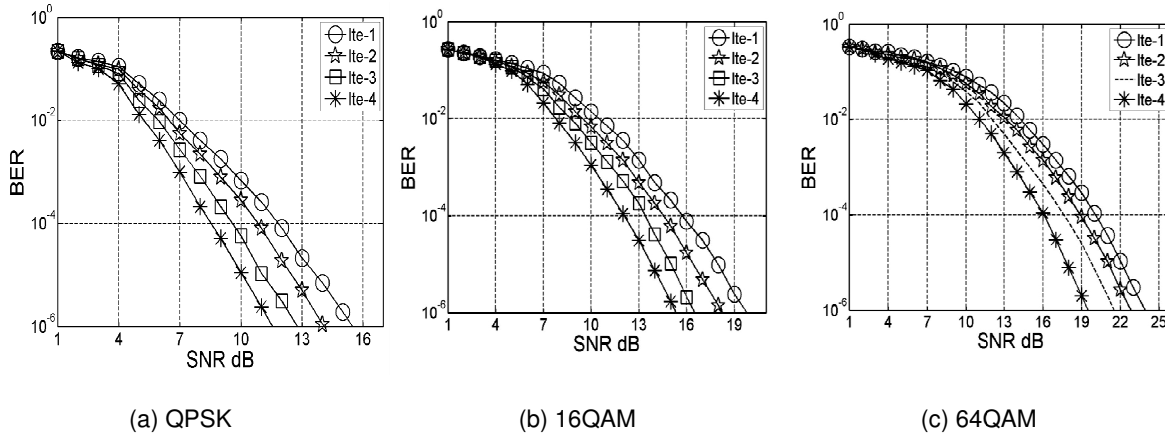 10^0
10^-2
10^-4
10^-6
BER
1 4 7 10 13 16
SNR dB
Ite-1
Ite-2
Ite-3
Ite-4
(a) QPSK
10^0
10^-2
10^-4
10^-6
BER
1 4 7 10 13 16 19
SNR dB
Ite-1
Ite-2
Ite-3
Ite-4
(b) 16QAM
10^0
10^-2
10^-4
10^-6
BER
1 4 7 10 13 16 19 22 25
SNR dB
Ite-1
Ite-2
Ite-3
Ite-4
(c) 64QAM